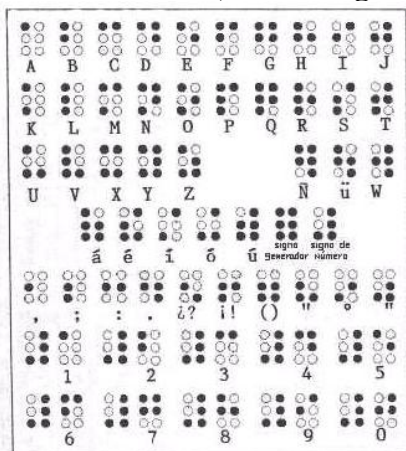 A B C D E F G H I J
K L M N O P Q R S T
U V X Y Z Ñ ü W
á é í ó ú signo generador signo de número
, ; : . ¿? ¡! () " ° "
1 2 3 4 5
6 7 8 9 0